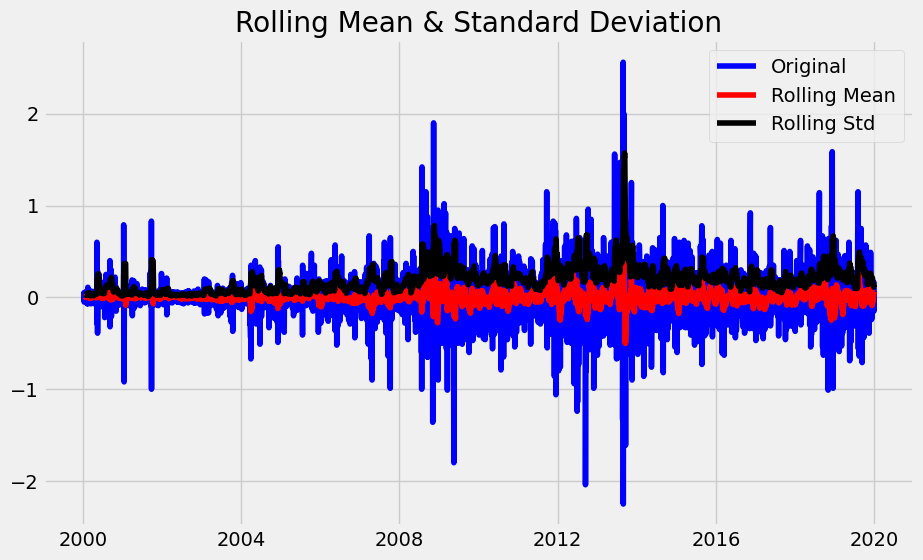 Rolling Mean & Standard Deviation
Original
Rolling Mean
Rolling Std
2
1
0
−1
−2
2000 2004 2008 2012 2016 2020